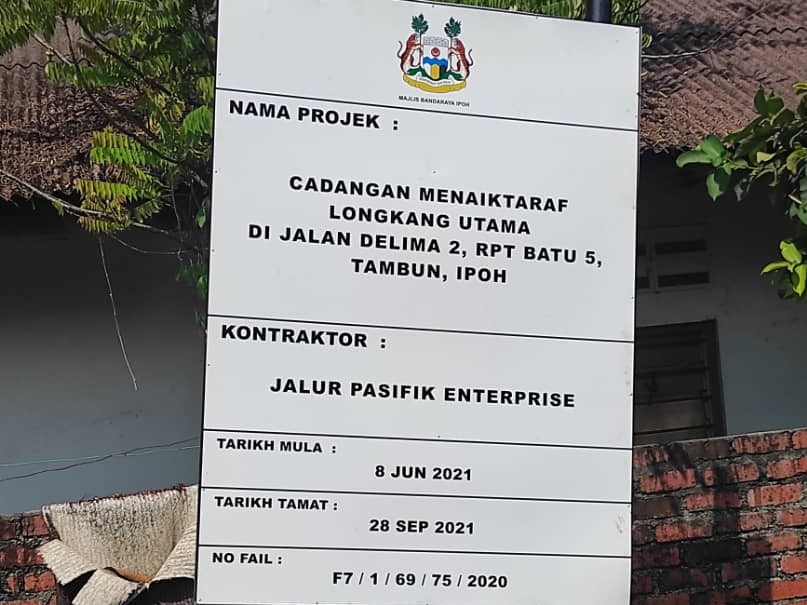 MAJLIS BANDARAYA IPOH
NAMA PROJEK :
CADANGAN MENAIKTARAF
LONGKANG UTAMA
DI JALAN DELIMA 2, RPT BATU 5,
TAMBUN, IPOH
KONTRAKTOR :
JALUR PASIFIK ENTERPRISE
TARIKH MULA :
8 JUN 2021
TARIKH TAMAT :
28 SEP 2021
NO FAIL :
F7 / 1 / 69 / 75 / 2020